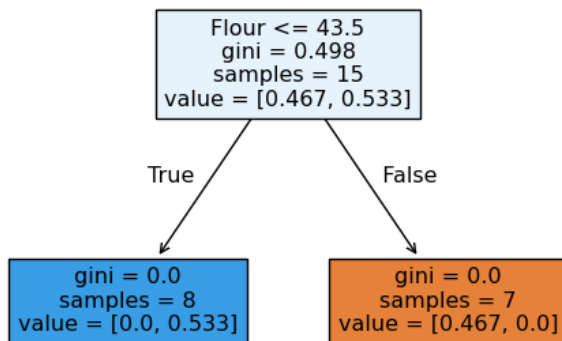 Flour <= 43.5
gini = 0.498
samples = 15
value = [0.467, 0.533]
True
False
gini = 0.0
samples = 8
value = [0.0, 0.533]
gini = 0.0
samples = 7
value = [0.467, 0.0]